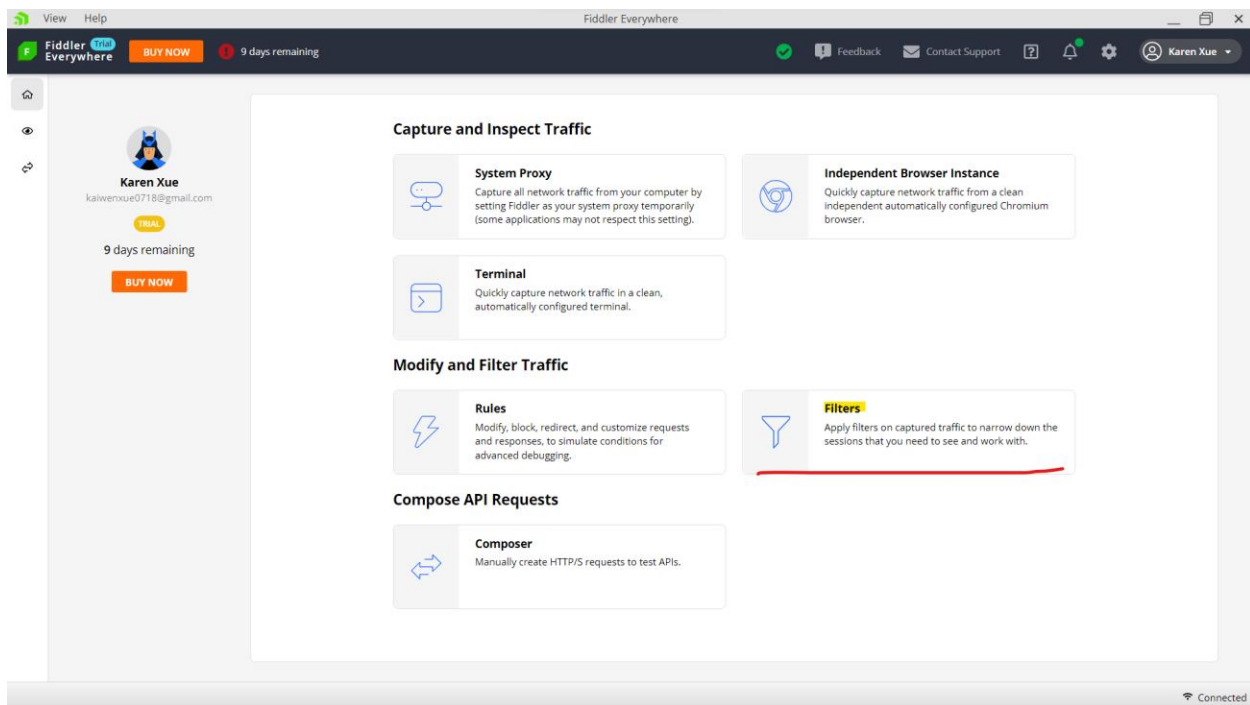 View Help
Fiddler Everywhere
Fiddler Trial
Everywhere
BUY NOW
9 days remaining
Feedback
Contact Support
Karen Xue
Karen Xue
kaiwenxue0718@gmail.com
TRIAL
9 days remaining
BUY NOW
Capture and Inspect Traffic
System Proxy
Capture all network traffic from your computer by
setting Fiddler as your system proxy temporarily
(some applications may not respect this setting).
Independent Browser Instance
Quickly capture network traffic from a clean
independent automatically configured Chromium
browser.
Terminal
Quickly capture network traffic in a clean,
automatically configured terminal.
Modify and Filter Traffic
Rules
Modify, block, redirect, and customize requests
and responses, to simulate conditions for
advanced debugging.
Filters
Apply filters on captured traffic to narrow down the
sessions that you need to see and work with.
Compose API Requests
Composer
Manually create HTTP/S requests to test APIs.
Connected